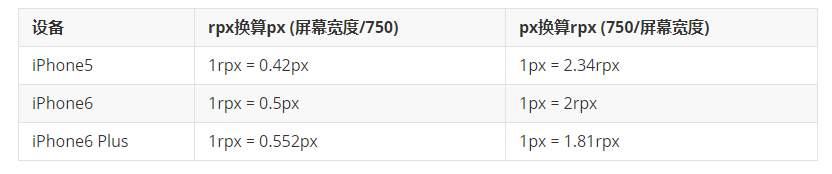 设备 rpx换算px (屏幕宽度/750) px换算rpx (750/屏幕宽度)
iPhone5 1rpx = 0.42px 1px = 2.34rpx
iPhone6 1rpx = 0.5px 1px = 2rpx
iPhone6 Plus 1rpx = 0.552px 1px = 1.81rpx